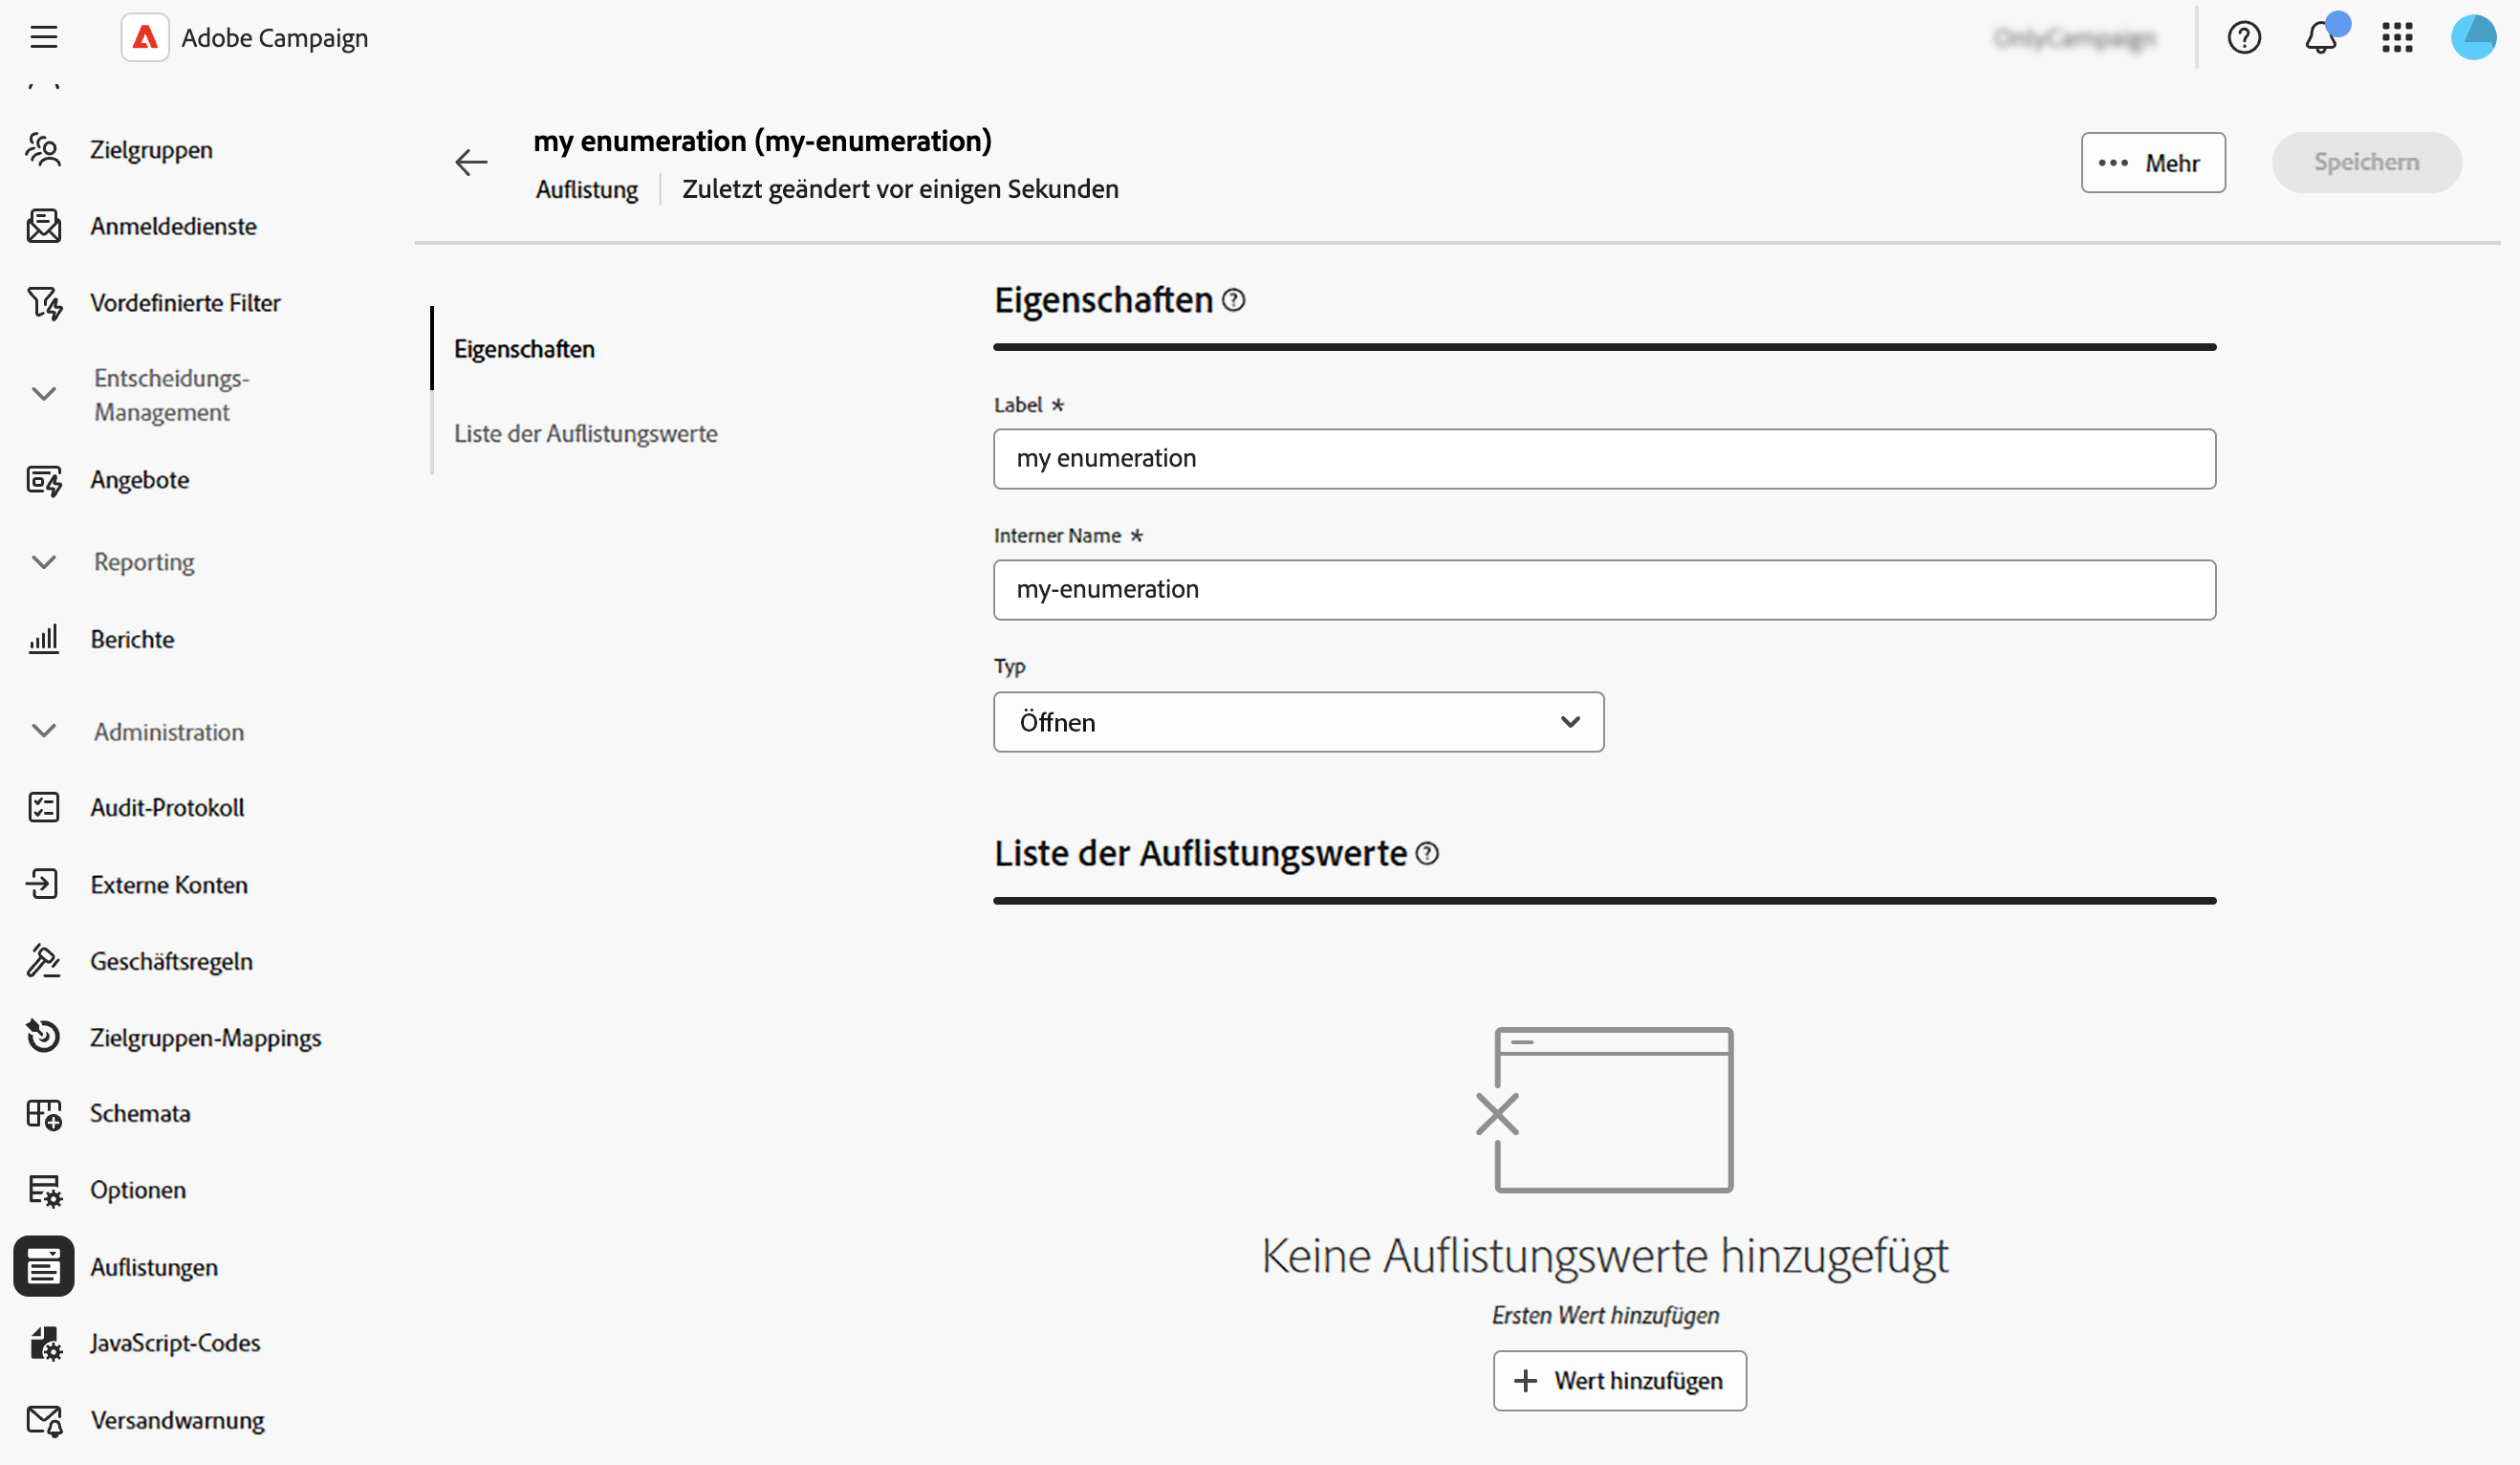 Adobe Campaign
OnlyCampaign
Zielgruppen
Anmeldedienste
Vordefinierte Filter
Entscheidungs-
Management
Angebote
Reporting
Berichte
Administration
Audit-Protokoll
Externe Konten
Geschäftsregeln
Zielgruppen-Mappings
Schemata
Optionen
Auflistungen
JavaScript-Codes
Versandwarnung
my enumeration (my-enumeration)
Auflistung
Zuletzt geändert vor einigen Sekunden
Mehr
Speichern
Eigenschaften
Liste der Auflistungswerte
Eigenschaften
Label *
my enumeration
Interner Name *
my-enumeration
Typ
Öffnen
Liste der Auflistungswerte
Keine Auflistungswerte hinzugefügt
Ersten Wert hinzufügen
Wert hinzufügen